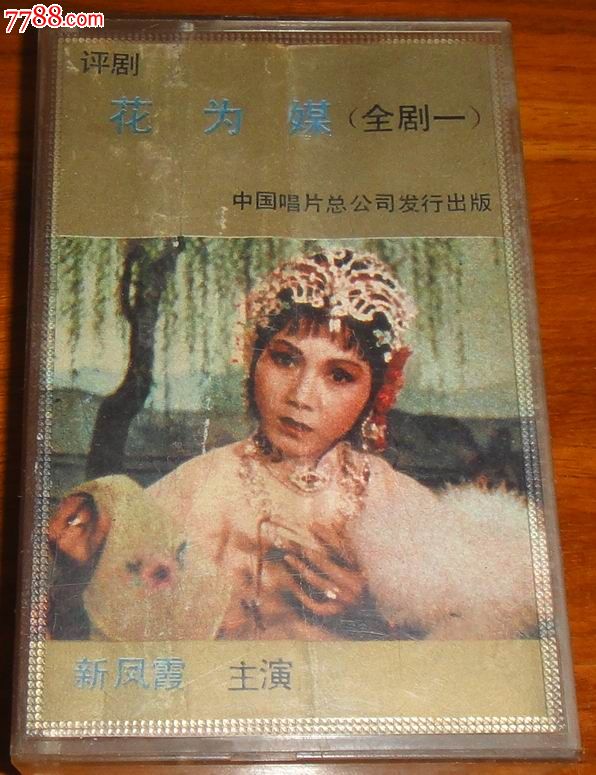 7788.com
评剧
花为媒（全剧一）
中国唱片总公司发行出版
新凤霞 主演